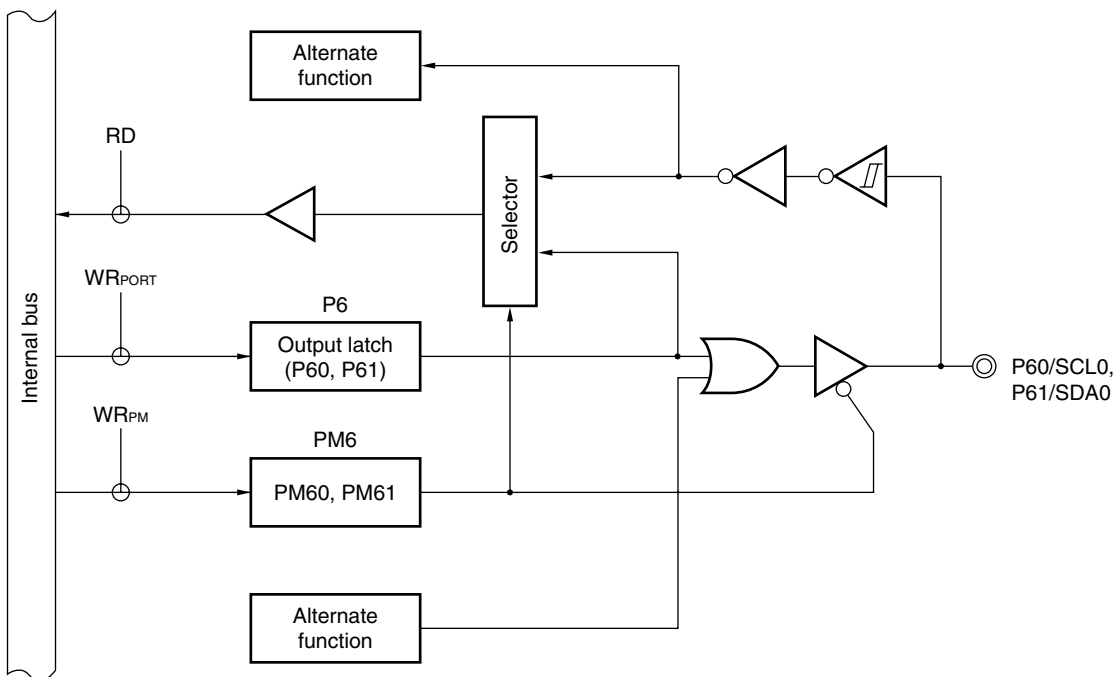 Alternate
function
RD
Selector
WRPORT
P6
Internal bus
Output latch
(P60, P61)
P60/SCL0,
P61/SDA0
WRPM
PM6
PM60, PM61
Alternate
function